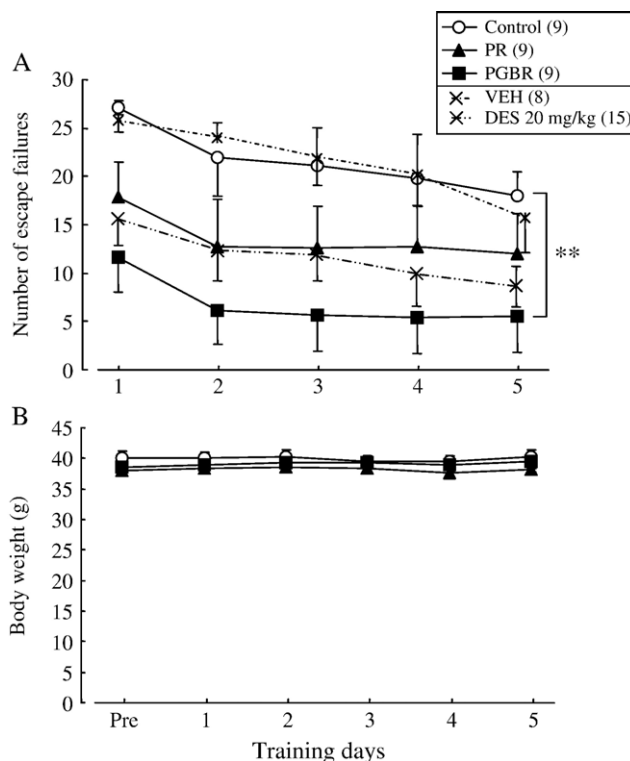 Control (9)
PR (9)
PGBR (9)
VEH (8)
DES 20 mg/kg (15)
A
30
25
20
15
10
5
0
Number of escape failures
**
1 2 3 4 5
B
45
40
35
30
25
20
15
10
5
0
Body weight (g)
Pre 1 2 3 4 5
Training days